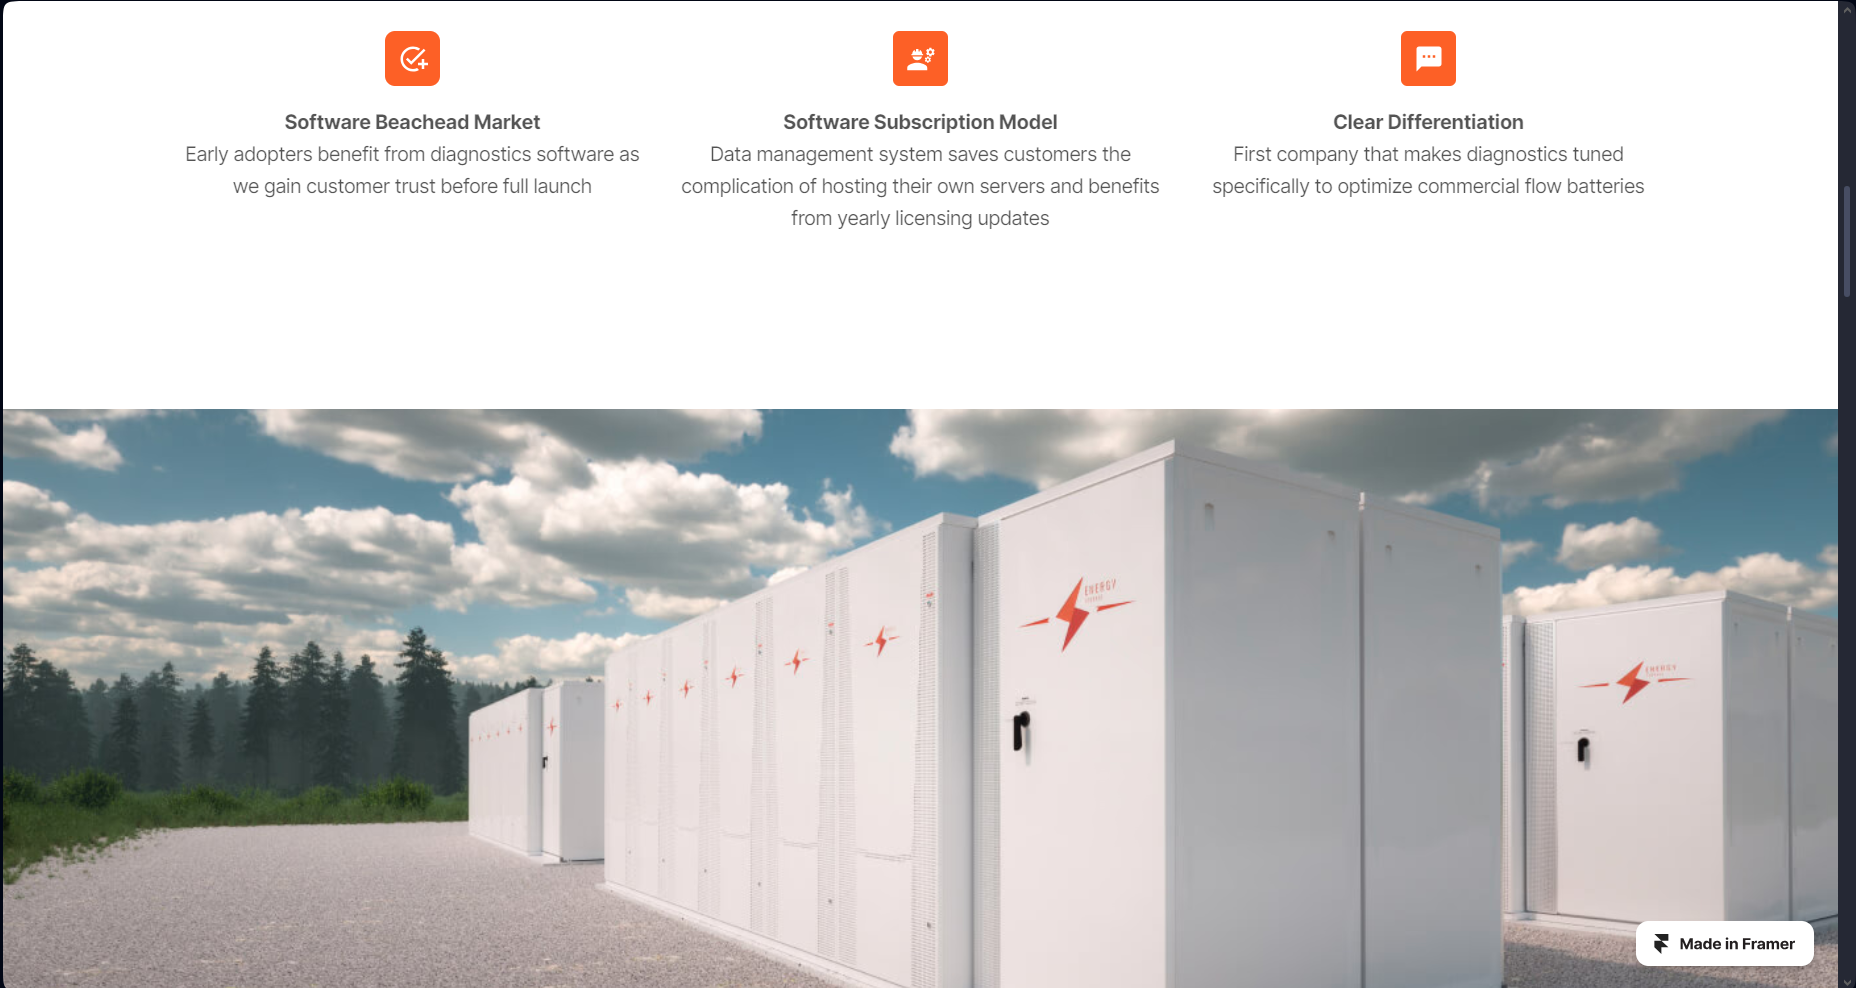 Software Beachead Market
Early adopters benefit from diagnostics software as
we gain customer trust before full launch
Software Subscription Model
Data management system saves customers the
complication of hosting their own servers and benefits
from yearly licensing updates
Clear Differentiation
First company that makes diagnostics tuned
specifically to optimize commercial flow batteries
ENERGY
ENERGY
Made in Framer